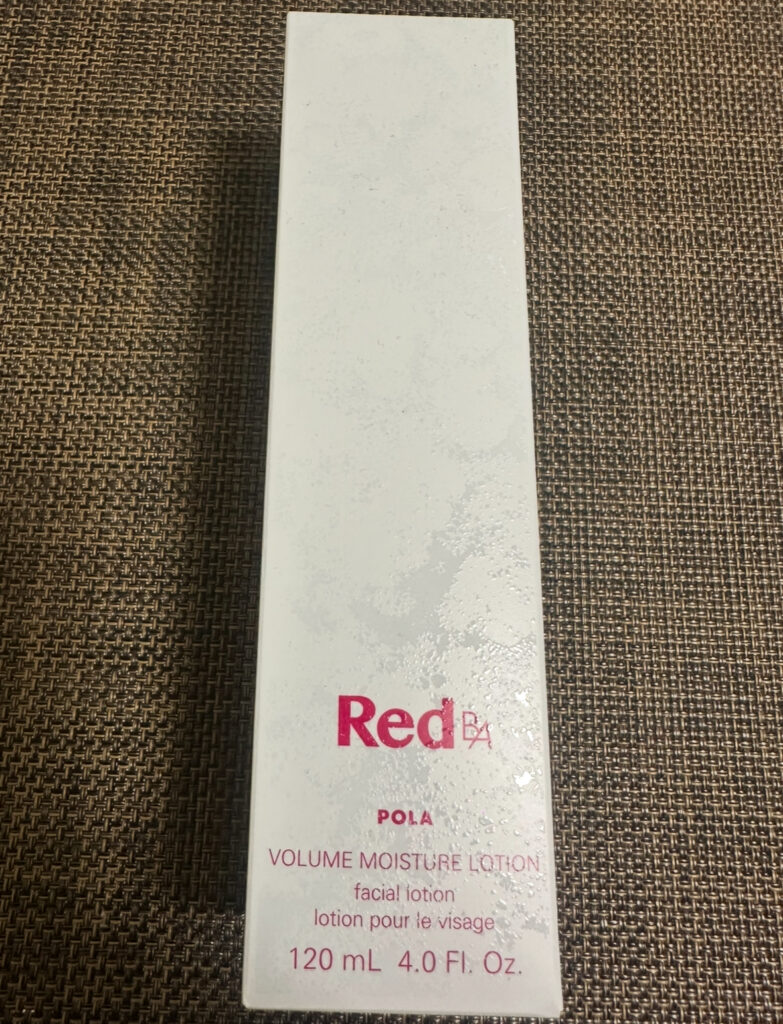 Red BA
POLA
VOLUME MOISTURE LOTION
facial lotion
lotion pour le visage
120 mL 4.0 Fl. Oz.